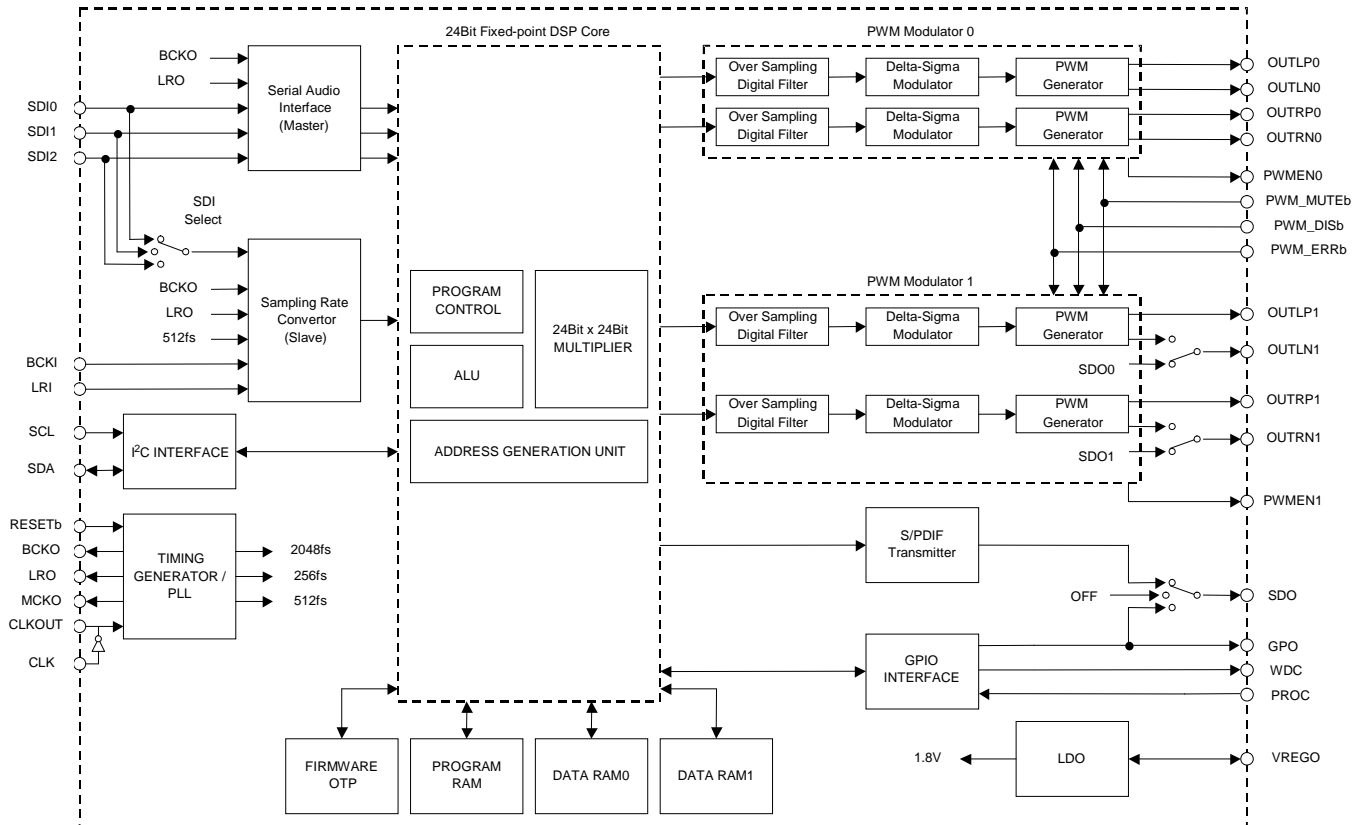 24Bit Fixed-point DSP Core
PWM Modulator 0
BCKO
LRO
SDI0
SDI1
SDI2
Serial Audio
Interface
(Master)
SDI
Select
BCKO
LRO
512fs
Sampling Rate
Convertor
(Slave)
BCKI
LRI
SCL
SDA
I²C INTERFACE
RESETb
BCKO
LRO
MCKO
CLKOUT
CLK
TIMING
GENERATOR /
PLL
2048fs
256fs
512fs
PROGRAM
CONTROL
ALU
24Bit x 24Bit
MULTIPLIER
ADDRESS GENERATION UNIT
FIRMWARE
OTP
PROGRAM
RAM
DATA RAM0
DATA RAM1
Over Sampling
Digital Filter
Delta-Sigma
Modulator
PWM
Generator
Over Sampling
Digital Filter
Delta-Sigma
Modulator
PWM
Generator
OUTLP0
OUTLN0
OUTRP0
OUTRN0
PWMEN0
PWM_MUTEb
PWM_DISb
PWM_ERRb
PWM Modulator 1
Over Sampling
Digital Filter
Delta-Sigma
Modulator
PWM
Generator
SDO0
Over Sampling
Digital Filter
Delta-Sigma
Modulator
PWM
Generator
SDO1
OUTLP1
OUTLN1
OUTRP1
OUTRN1
PWMEN1
S/PDIF
Transmitter
OFF
SDO
GPIO
INTERFACE
GPO
WDC
PROC
1.8V
LDO
VREGO